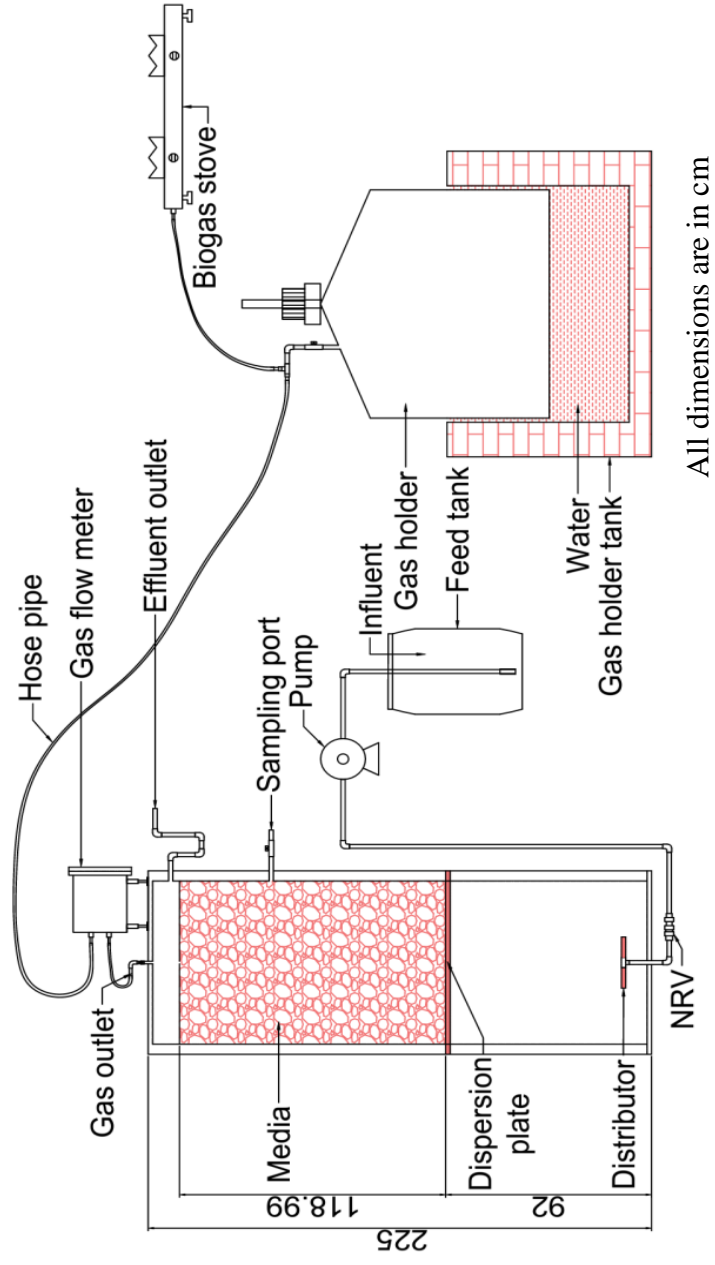 Biogas stove
Hose pipe
Gas flow meter
Effluent outlet
Gas outlet
Sampling port
Pump
Influent
Gas holder
Feed tank
Media
Water
Gas holder tank
Dispersion
plate
Distributor
NRV
118.99
92
225
All dimensions are in cm